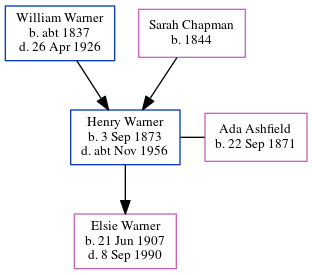 William Warner
b. abt 1837
d. 26 Apr 1926
Sarah Chapman
b. 1844
Henry Warner
b. 3 Sep 1873
d. abt Nov 1956
Ada Ashfield
b. 22 Sep 1871
Elsie Warner
b. 21 Jun 1907
d. 8 Sep 1990